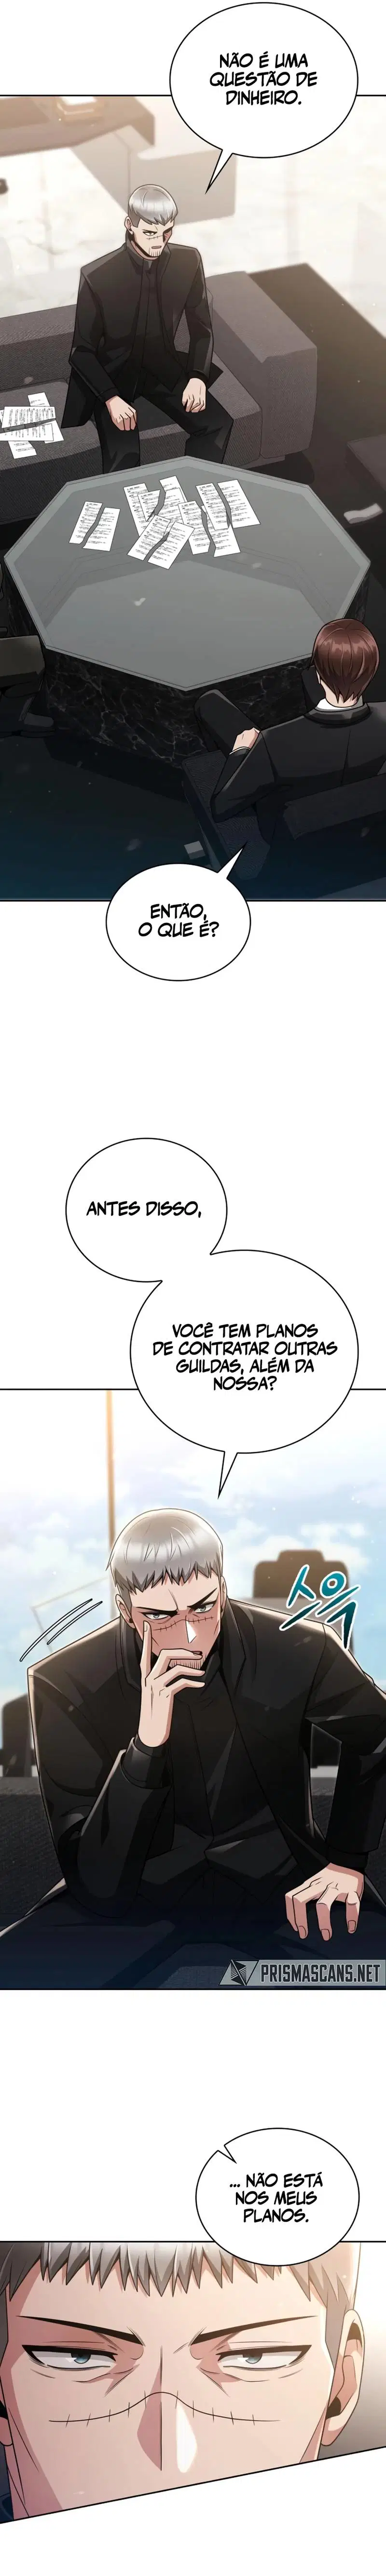 NÃO É UMA
QUESTÃO DE
DINHEIRO.
ENTÃO,
O QUE É?
ANTES DISSO,
VOCÊ TEM PLANOS
DE CONTRATAR OUTRAS
GUILDAS, ALÉM DA
NOSSA?
스윽
PRISMASCANS.NET
... NÃO ESTÁ
NOS MEUS
PLANOS.